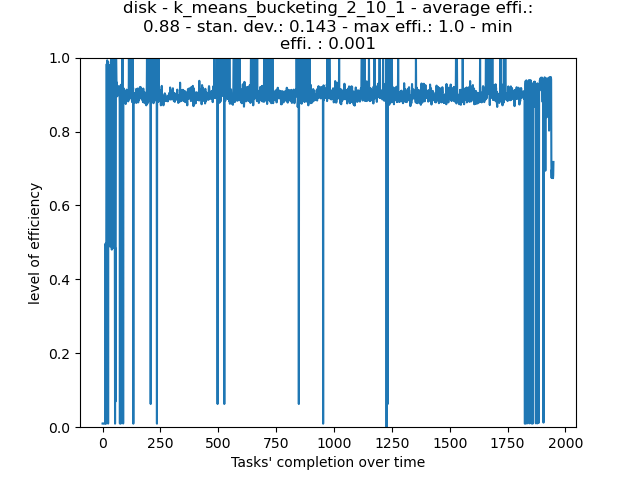 disk - k_means_bucketing_2_10_1 - average effi.:
0.88 - stan. dev.: 0.143 - max effi.: 1.0 - min
effi. : 0.001
1.0
0.8
0.6
0.4
0.2
0.0
level of efficiency
0 250 500 750 1000 1250 1500 1750 2000
Tasks' completion over time